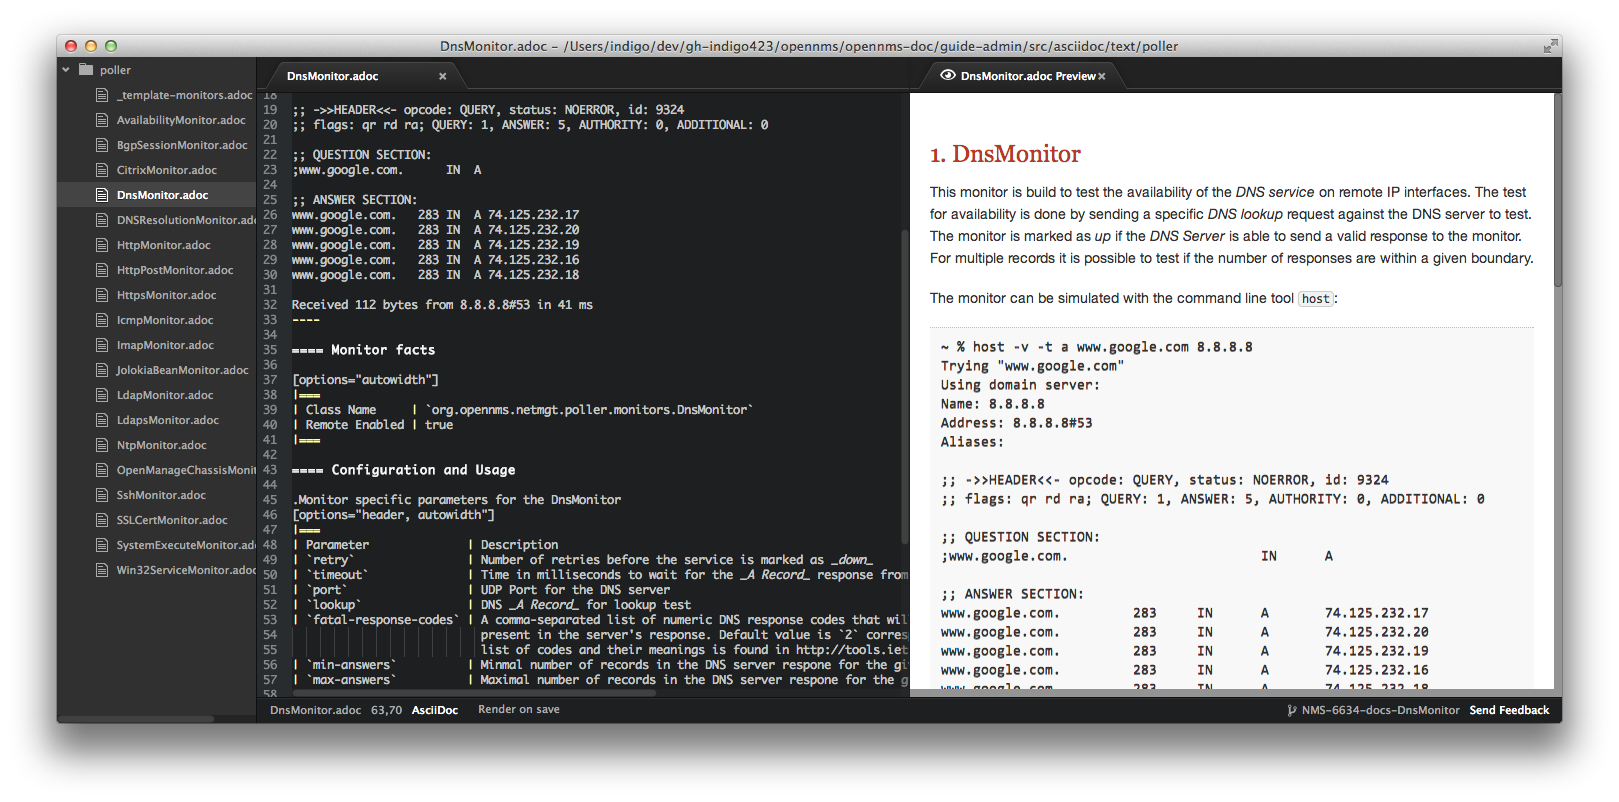 DnsMonitor.adoc – /Users/indigo/dev/gh-indigo423/opennms/opennms-doc/guide-admin/src/asciidoc/text/poller
poller
_template-monitors.adoc
AvailabilityMonitor.adoc
BgpSessionMonitor.adoc
CitrixMonitor.adoc
DnsMonitor.adoc
DNSResolutionMonitor.ado
HttpMonitor.adoc
HttpPostMonitor.adoc
HttpsMonitor.adoc
IcmpMonitor.adoc
ImapMonitor.adoc
JolokiaBeanMonitor.adoc
LdapMonitor.adoc
LdapsMonitor.adoc
NtpMonitor.adoc
OpenManageChassisMonit
SshMonitor.adoc
SSLCertMonitor.adoc
SystemExecuteMonitor.ado
Win32ServiceMonitor.adoc
DnsMonitor.adoc
18
19 ;; ->>HEADER<<- opcode: QUERY, status: NOERROR, id: 9324
20 ;; flags: qr rd ra; QUERY: 1, ANSWER: 5, AUTHORITY: 0, ADDITIONAL: 0
21
22 ;; QUESTION SECTION:
23 ;www.google.com. IN A
24
25 ;; ANSWER SECTION:
26 www.google.com. 283 IN A 74.125.232.17
27 www.google.com. 283 IN A 74.125.232.20
28 www.google.com. 283 IN A 74.125.232.19
29 www.google.com. 283 IN A 74.125.232.16
30 www.google.com. 283 IN A 74.125.232.18
31
32 Received 112 bytes from 8.8.8.8#53 in 41 ms
33 ----
34
35 ==== Monitor facts
36
37 [options="autowidth"]
38 |===
39 | Class Name | `org.opennms.netmgt.poller.monitors.DnsMonitor`
40 | Remote Enabled | true
41 |===
42
43 ==== Configuration and Usage
44
45 .Monitor specific parameters for the DnsMonitor
46 [options="header, autowidth"]
47 |===
48 | Parameter | Description
49 | `retry` | Number of retries before the service is marked as _down_
50 | `timeout` | Time in milliseconds to wait for the _A Record_ response from
51 | `port` | UDP Port for the DNS server
52 | `lookup` | DNS _A Record_ for lookup test
53 | `fatal-response-codes` | A comma-separated list of numeric DNS response codes that wil
54 present in the server's response. Default value is `2` corres
55 list of codes and their meanings is found in http://tools.iet
56 | `min-answers` | Minmal number of records in the DNS server respone for the gi
57 | `max-answers` | Maximal number of records in the DNS server respone for the g
58
DnsMonitor.adoc Preview
1. DnsMonitor
This monitor is build to test the availability of the DNS service on remote IP interfaces. The test
for availability is done by sending a specific DNS lookup request against the DNS server to test.
The monitor is marked as up if the DNS Server is able to send a valid response to the monitor.
For multiple records it is possible to test if the number of responses are within a given boundary.
The monitor can be simulated with the command line tool host:
~ % host -v -t a www.google.com 8.8.8.8
Trying "www.google.com"
Using domain server:
Name: 8.8.8.8
Address: 8.8.8.8#53
Aliases:
;; ->>HEADER<<- opcode: QUERY, status: NOERROR, id: 9324
;; flags: qr rd ra; QUERY: 1, ANSWER: 5, AUTHORITY: 0, ADDITIONAL: 0
;; QUESTION SECTION:
;www.google.com. IN A
;; ANSWER SECTION:
www.google.com. 283 IN A 74.125.232.17
www.google.com. 283 IN A 74.125.232.20
www.google.com. 283 IN A 74.125.232.19
www.google.com. 283 IN A 74.125.232.16
www.google.com. 283 IN A 74.125.232.18
DnsMonitor.adoc 63,70 AsciiDoc Render on save
NMS-6634-docs-DnsMonitor Send Feedback